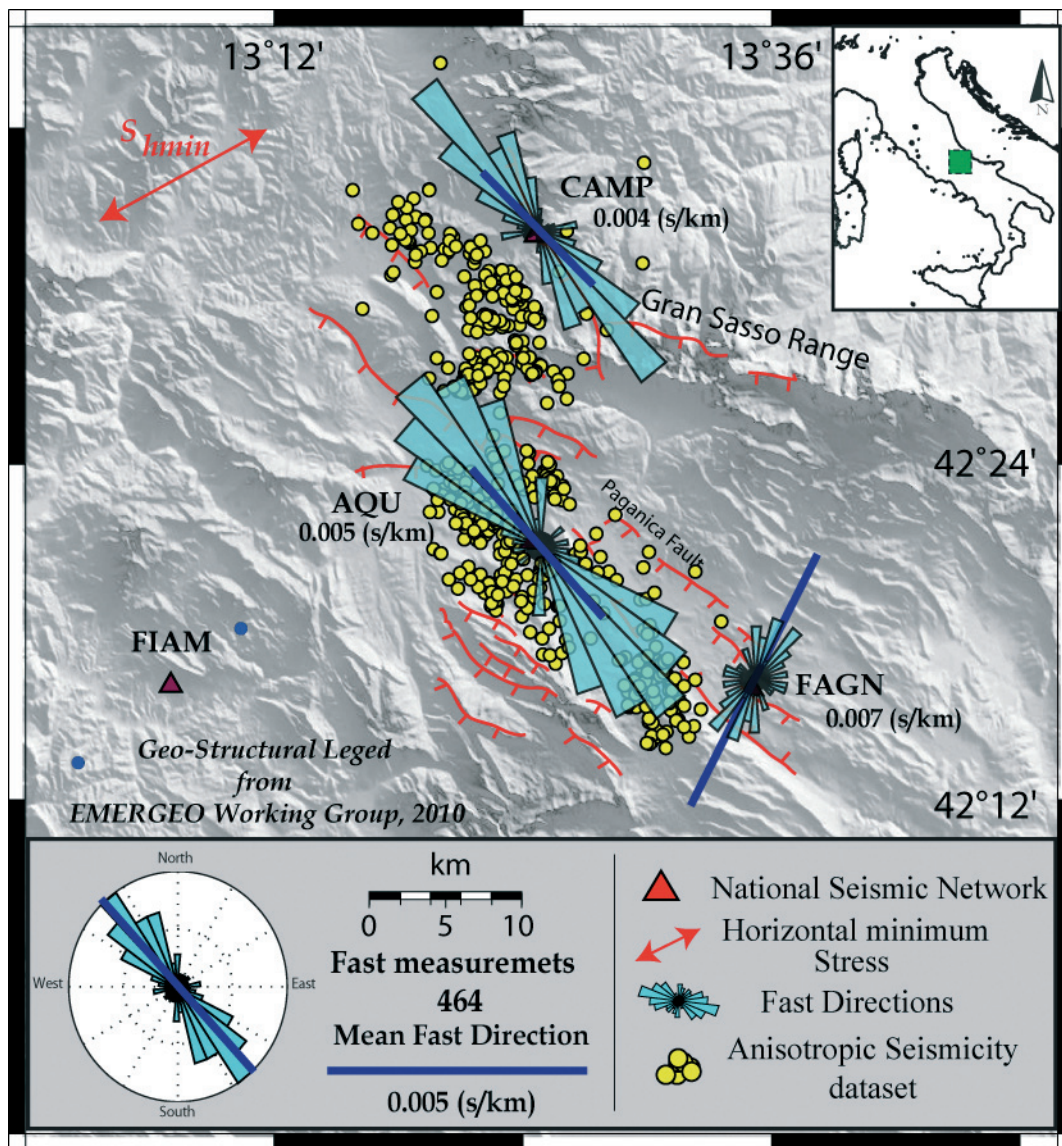 13°12'
13°36'
N
S hmin
CAMP
0.004 (s/km)
Gran Sasso Range
42°24'
AQU
0.005 (s/km)
Paganica Fault
FIAM
FAGN
0.007 (s/km)
Geo-Structural Leged
from
EMERGEO Working Group, 2010
42°12'
North
West
East
South
km
0 5 10
Fast measuremets
464
Mean Fast Direction
0.005 (s/km)
National Seismic Network
Horizontal minimum
Stress
Fast Directions
Anisotropic Seismicity
dataset